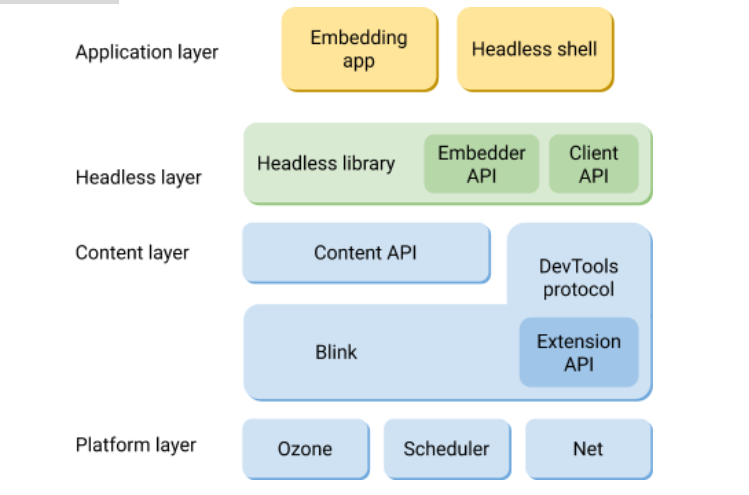 Application layer
Embedding
app
Headless shell
Headless layer
Headless library
Embedder
API
Client
API
Content layer
Content API
DevTools
protocol
Blink
Extension
API
Platform layer
Ozone
Scheduler
Net